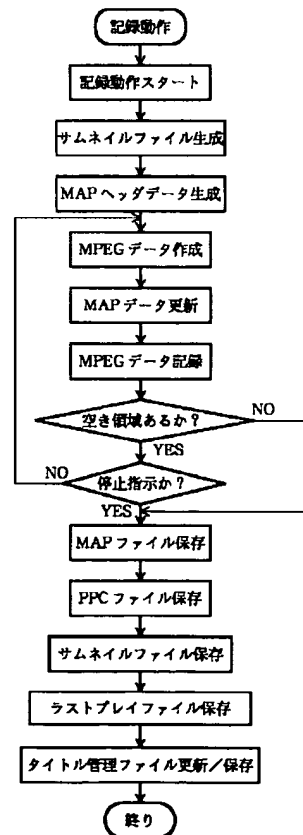 記録動作
記録動作スタート
サムネイルファイル生成
MAPヘッダデータ生成
MPEGデータ作成
MAPデータ更新
MPEGデータ記録
空き領域あるか?
NO
YES
停止指示か?
NO
YES
MAPファイル保存
PPCファイル保存
サムネイルファイル保存
ラストプレイファイル保存
タイトル管理ファイル更新/保存
終り